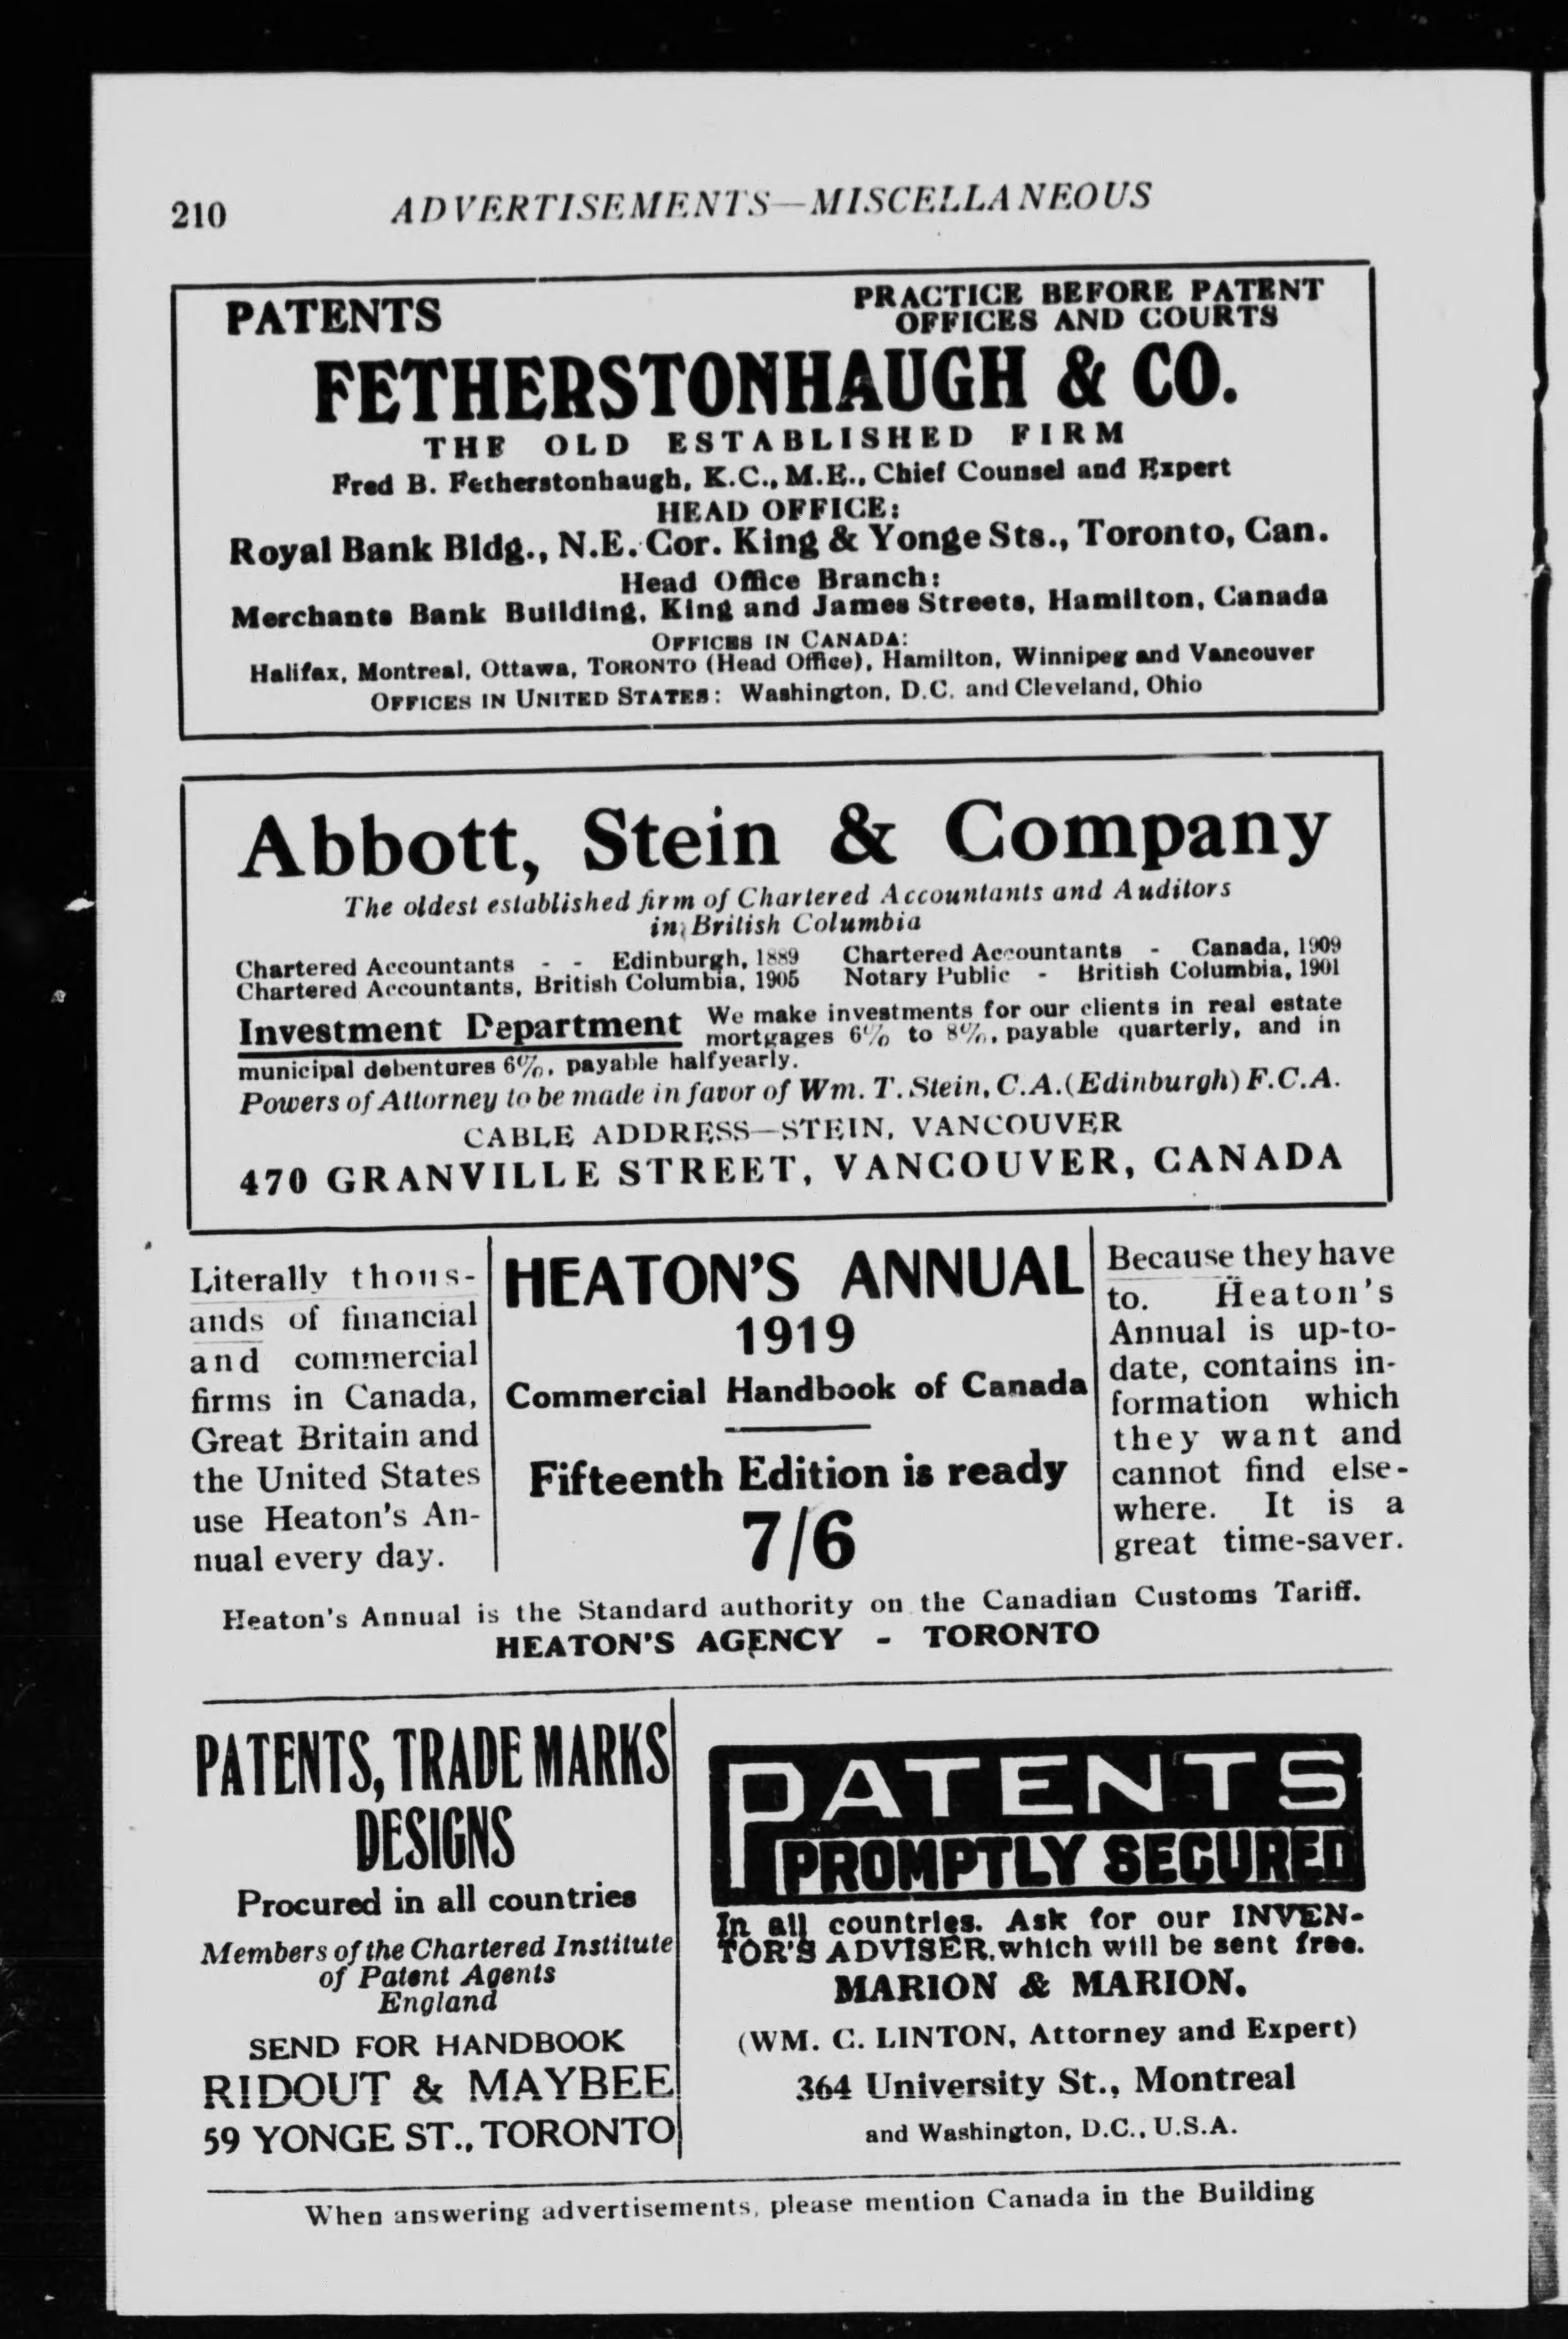 210
ADVERTISEMENTS—MISCELLANEOUS
PATENTS
PRACTICE BEFORE PATENT
OFFICES AND COURTS
FETHERSTONHAUGH & CO.
THE OLD ESTABLISHED FIRM
Fred B. Fetherstonhaugh, K.C., M.E., Chief Counsel and Expert
HEAD OFFICE:
Royal Bank Bldg., N.E. Cor. King & Yonge Sts., Toronto, Can.
Head Office Branch:
Merchants Bank Building, King and James Streets, Hamilton, Canada
OFFICES IN CANADA:
Halifax, Montreal, Ottawa, TORONTO (Head Office), Hamilton, Winnipeg and Vancouver
OFFICES IN UNITED STATES: Washington, D.C. and Cleveland, Ohio
Abbott, Stein & Company
The oldest established firm of Chartered Accountants and Auditors
in British Columbia
Chartered Accountants - - Edinburgh, 1889 Chartered Accountants - Canada, 1909
Chartered Accountants, British Columbia, 1905 Notary Public - British Columbia, 1901
Investment Department We make investments for our clients in real estate
mortgages 6% to 8%, payable quarterly, and in
municipal debentures 6%, payable halfyearly.
Powers of Attorney to be made in favor of Wm. T. Stein, C.A. (Edinburgh) F.C.A.
CABLE ADDRESS—STEIN, VANCOUVER
470 GRANVILLE STREET, VANCOUVER, CANADA
Literally thous-
ands of financial
and commercial
firms in Canada,
Great Britain and
the United States
use Heaton's An-
nual every day.
HEATON'S ANNUAL
1919
Commercial Handbook of Canada
Fifteenth Edition is ready
7/6
Because they have
to. Heaton's
Annual is up-to-
date, contains in-
formation which
they want and
cannot find else-
where. It is a
great time-saver.
Heaton's Annual is the Standard authority on the Canadian Customs Tariff.
HEATON'S AGENCY - TORONTO
PATENTS, TRADE MARKS
DESIGNS
Procured in all countries
Members of the Chartered Institute
of Patent Agents
England
SEND FOR HANDBOOK
RIDOUT & MAYBEE
59 YONGE ST., TORONTO
PATENTS
PROMPTLY SECURED
In all countries. Ask for our INVEN-
TOR'S ADVISER, which will be sent free.
MARION & MARION.
(WM. C. LINTON, Attorney and Expert)
364 University St., Montreal
and Washington, D.C., U.S.A.
When answering advertisements, please mention Canada in the Building